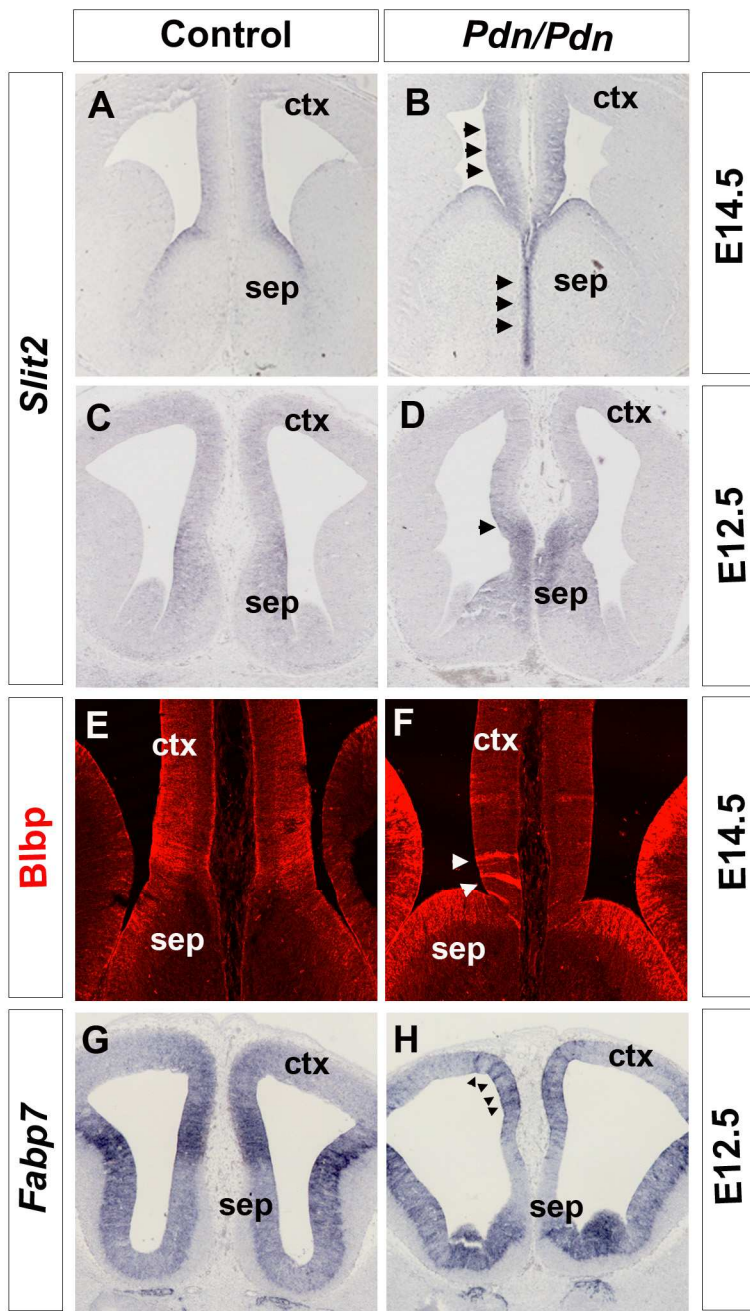 Control
Pdn/Pdn
Slit2
A
ctx
sep
B
ctx
sep
E14.5
C
ctx
sep
D
ctx
sep
E12.5
Blbp
E
ctx
sep
F
ctx
sep
E14.5
Fabp7
G
ctx
sep
H
ctx
sep
E12.5